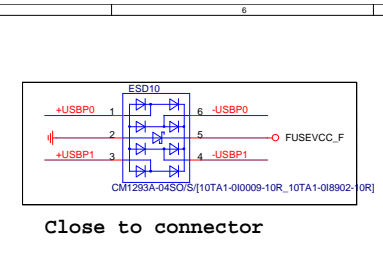 6
ESD10
+USBP0 1 6 -USBP0
2 5 FUSEVCC_F
+USBP1 3 4 -USBP1
CM1293A-04SO/S/[10TA1-0I0009-10R_10TA1-0I8902-10R]
Close to connector